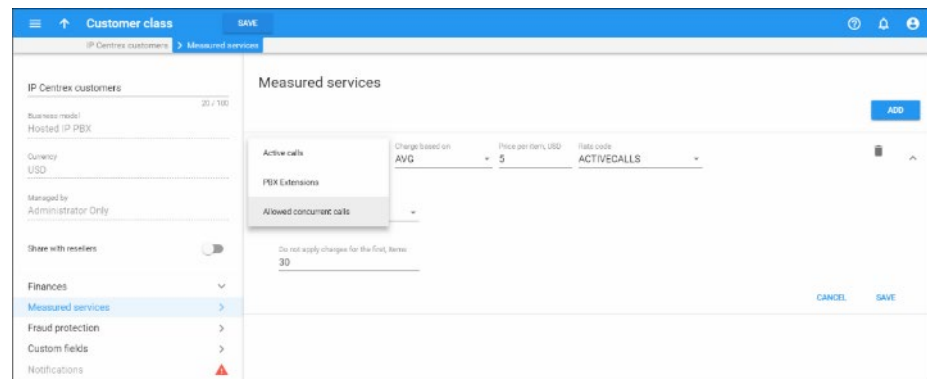 Customer class
SAVE
IP Centrex customers
Measured services
IP Centrex customers
20 / 100
Business model
Hosted IP PBX
Currency
USD
Managed by
Administrator Only
Share with resellers
Finances
Measured services
Fraud protection
Custom fields
Notifications
Measured services
ADD
Active calls
PBX Extensions
Allowed concurrent calls
Charge based on
AVG
Price per item, USD
5
Rate code
ACTIVECALLS
Do not apply charges for the first, items
30
CANCEL
SAVE